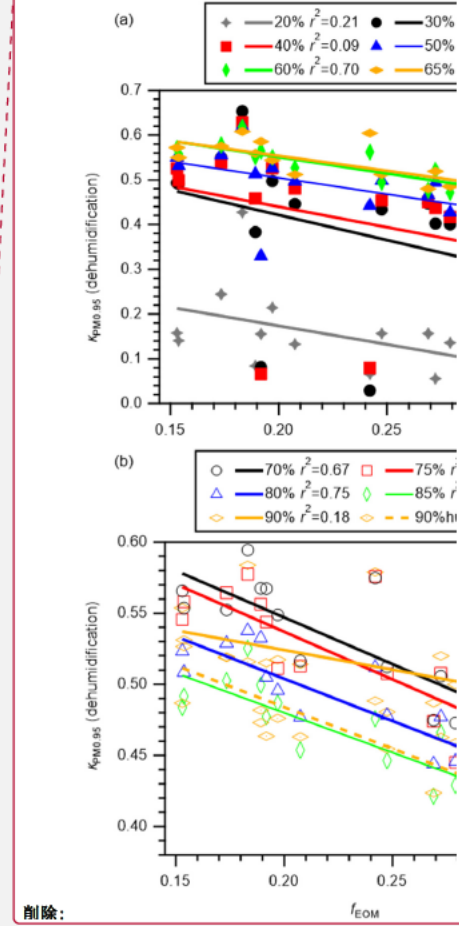 (a)
20% r²=0.21 30%
40% r²=0.09 50%
60% r²=0.70 65%
0.7
0.6
0.5
0.4
0.3
0.2
0.1
0.0
κPM0.95 (dehumidification)
0.15 0.20 0.25
(b)
70% r²=0.67 75% r
80% r²=0.75 85% r
90% r²=0.18 90%hu
0.60
0.55
0.50
0.45
0.40
κPM0.95 (dehumidification)
0.15 0.20 0.25
fEOM
削除: